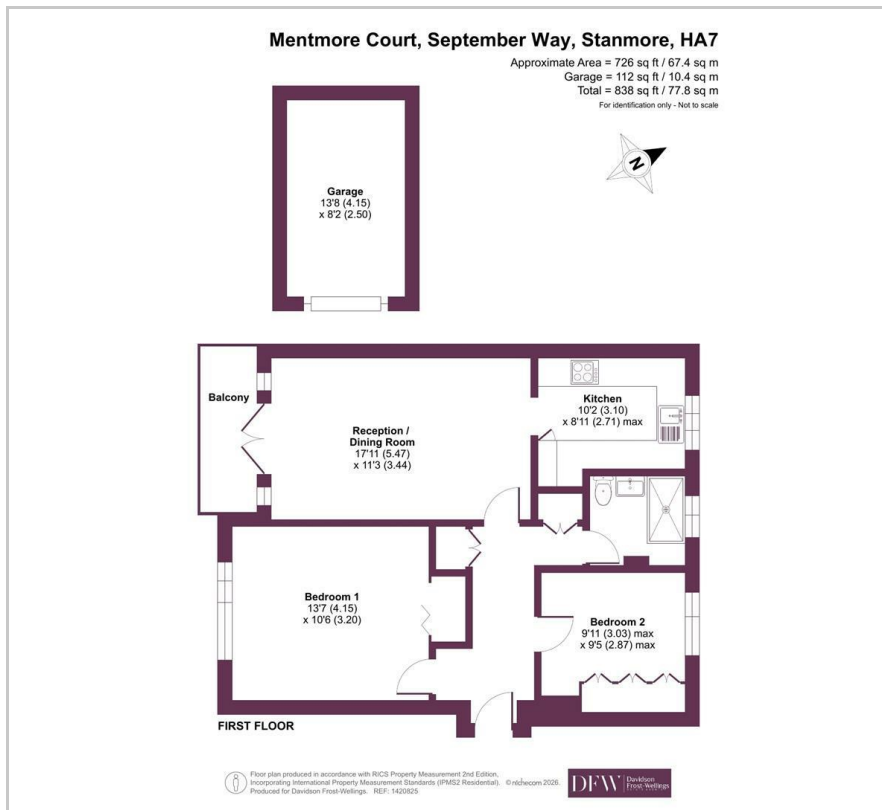 Mentmore Court, September Way, Stanmore, HA7
Approximate Area = 726 sq ft / 67.4 sq m
Garage = 112 sq ft / 10.4 sq m
Total = 838 sq ft / 77.8 sq m
For identification only - Not to scale
N
Garage
13'8 (4.15)
x 8'2 (2.50)
Balcony
Reception /
Dining Room
17'11 (5.47)
x 11'3 (3.44)
Kitchen
10'2 (3.10)
x 8'11 (2.71) max
Bedroom 1
13'7 (4.15)
x 10'6 (3.20)
Bedroom 2
9'11 (3.03) max
x 9'5 (2.87) max
FIRST FLOOR
Floor plan produced in accordance with RICS Property Measurement 2nd Edition,
Incorporating International Property Measurement Standards (IPMS2 Residential). © nichecom 2026.
Produced for Davidson Frost-Wellings. REF: 1420825
DFW
Davidson
Frost-Wellings